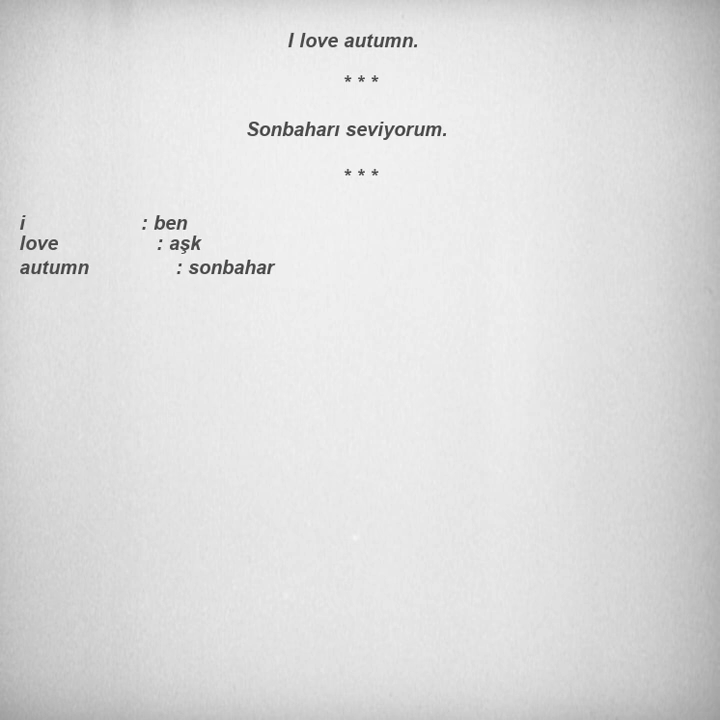 I love autumn.
* * *
Sonbaharı seviyorum.
* * *
i : ben
love : aşk
autumn : sonbahar